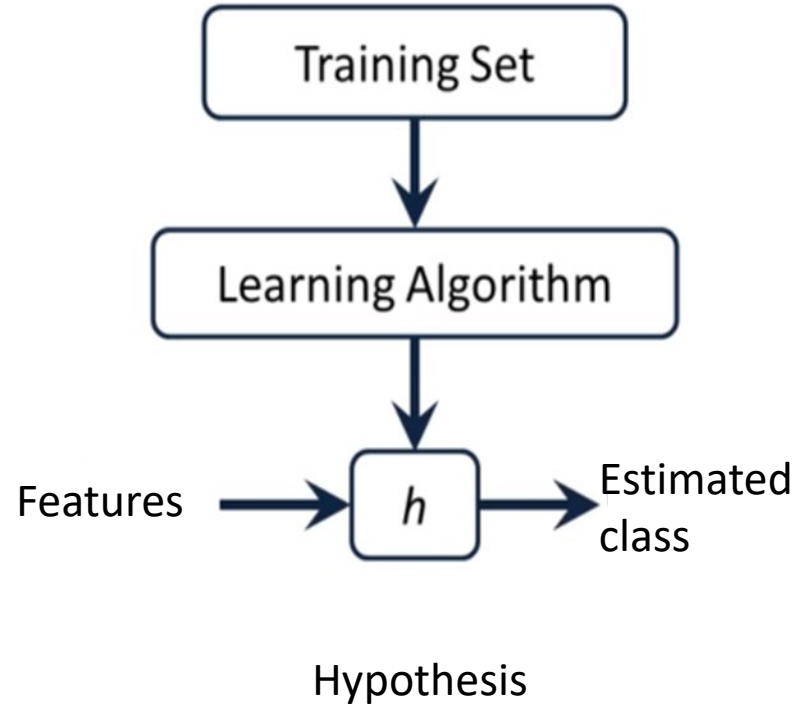 Training Set
Learning Algorithm
Features
h
Estimated
class
Hypothesis